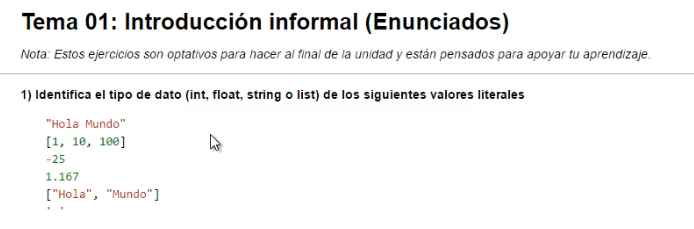 Tema 01: Introducción informal (Enunciados)
Nota: Estos ejercicios son optativos para hacer al final de la unidad y están pensados para apoyar tu aprendizaje.
1) Identifica el tipo de dato (int, float, string o list) de los siguientes valores literales
"Hola Mundo"
[1, 10, 100]
-25
1.167
["Hola", "Mundo"]
' '